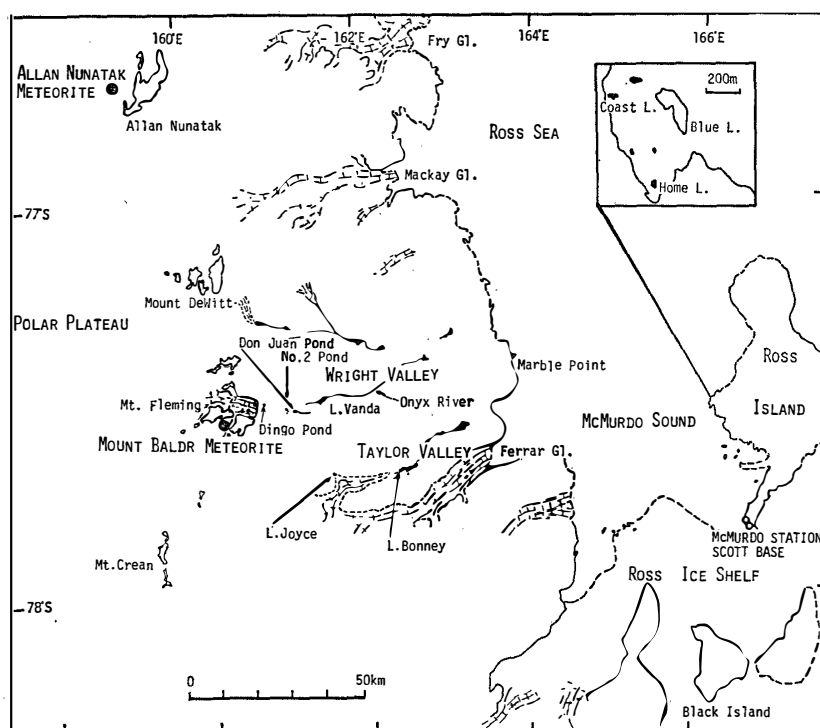 160°E
162°E
164°E
166°E
Fry Gl.
ALLAN NUNATAK
METEORITE
Allan Nunatak
ROSS SEA
200m
Coast L.
Blue L.
Home L.
Mackay Gl.
77°S
Mount DeWitt
POLAR PLATEAU
Don Juan Pond
No.2 Pond
Marble Point
ROSS
ISLAND
WRIGHT VALLEY
Mt. Fleming
L.Vanda
Onyx River
McMURDO SOUND
Dingo Pond
MOUNT BALDR METEORITE
TAYLOR VALLEY
Ferrar Gl.
L.Joyce
L.Bonney
McMURDO STATION
SCOTT BASE
Mt.Crean
ROSS ICE SHELF
78°S
0 50km
Black Island